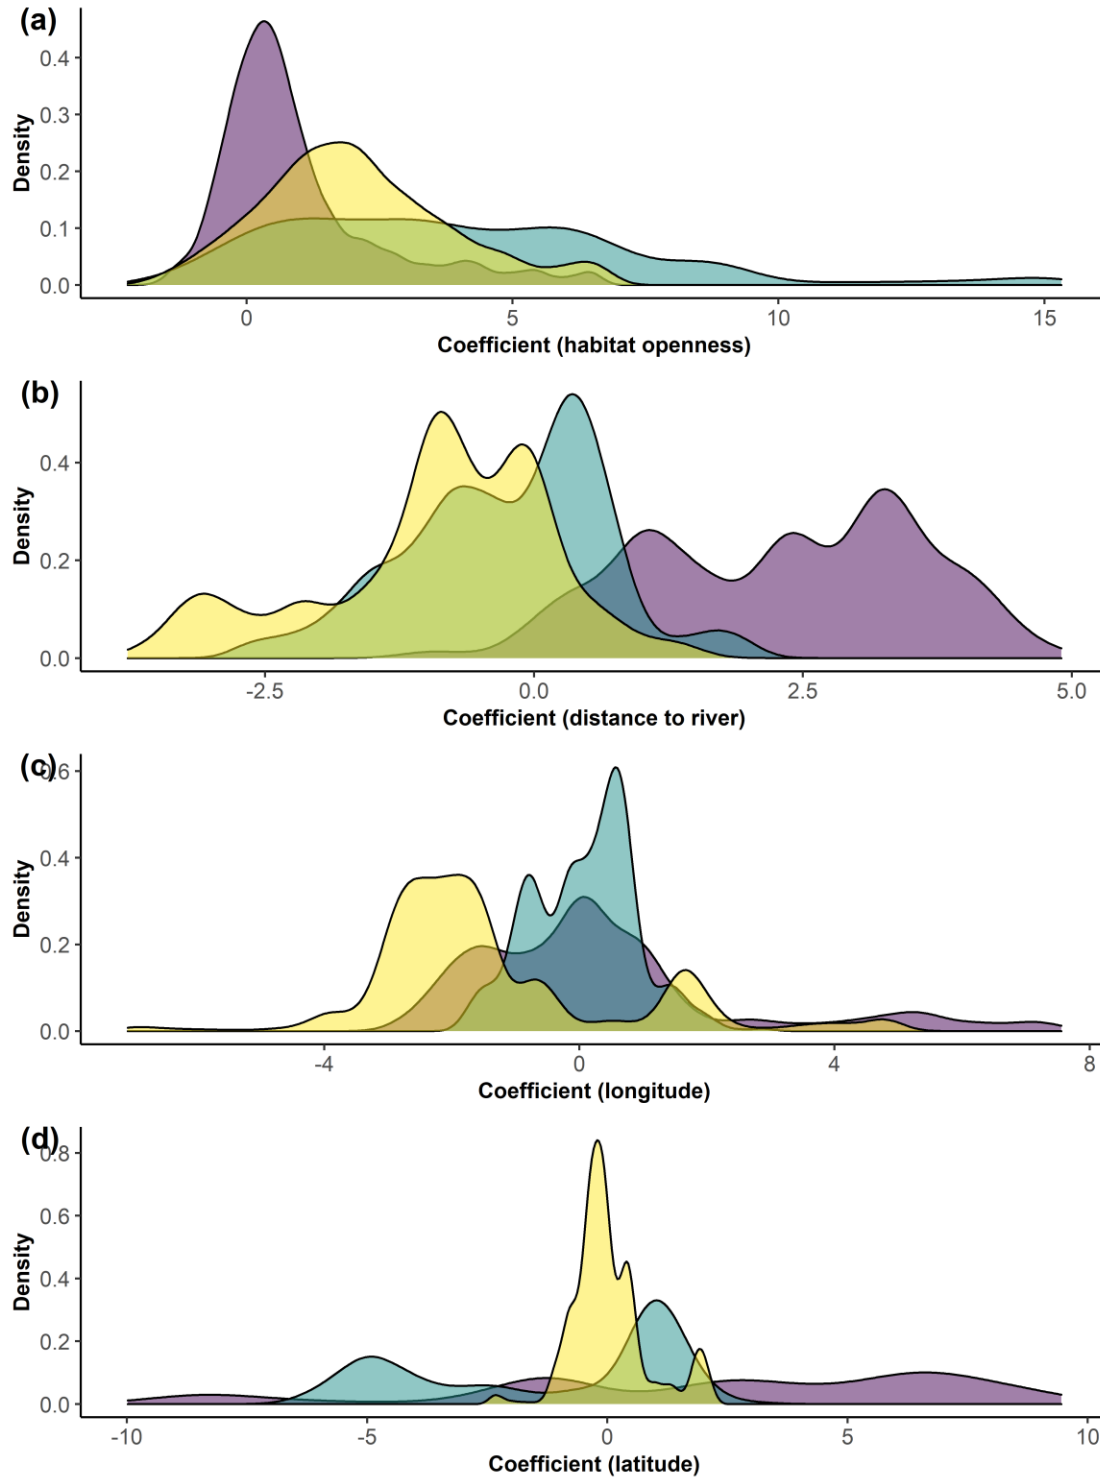 (a)
Density
0.4
0.3
0.2
0.1
0.0
0 5 10 15
Coefficient (habitat openness)
(b)
Density
0.4
0.2
0.0
-2.5 0.0 2.5 5.0
Coefficient (distance to river)
(c)
Density
0.6
0.4
0.2
0.0
-4 0 4 8
Coefficient (longitude)
(d)
Density
0.8
0.6
0.4
0.2
0.0
-10 -5 0 5 10
Coefficient (latitude)